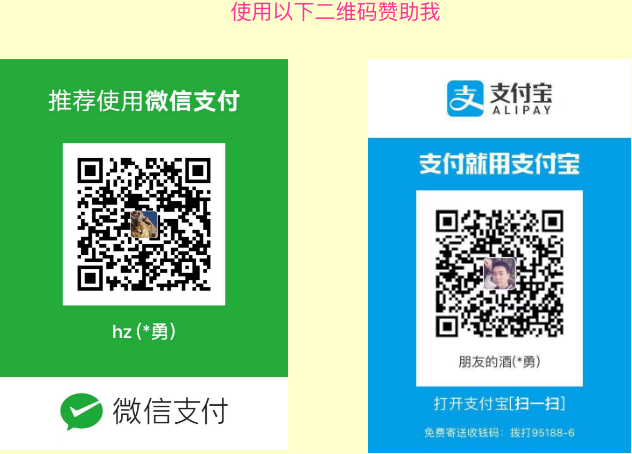 使用以下二维码赞助我
推荐使用微信支付
hz (*勇)
微信支付
支付宝
ALIPAY
支付就用支付宝
朋友的酒(*勇)
打开支付宝[扫一扫]
免费寄送收钱码：拨打95188-6